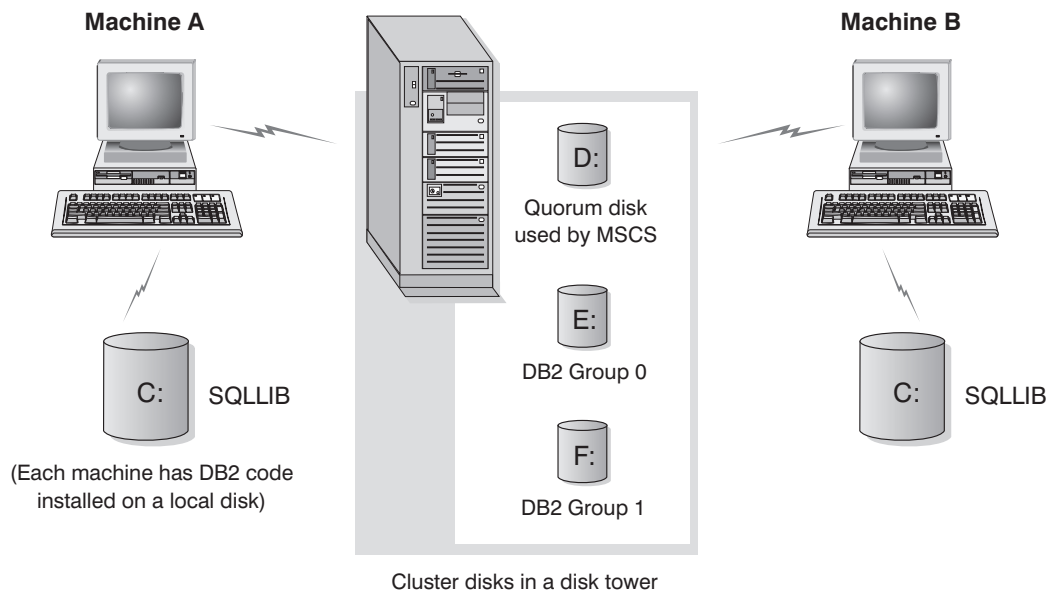 Machine A
Machine B
D:
Quorum disk
used by MSCS
E:
DB2 Group 0
F:
DB2 Group 1
C:
SQLLIB
(Each machine has DB2 code
installed on a local disk)
C:
SQLLIB
Cluster disks in a disk tower